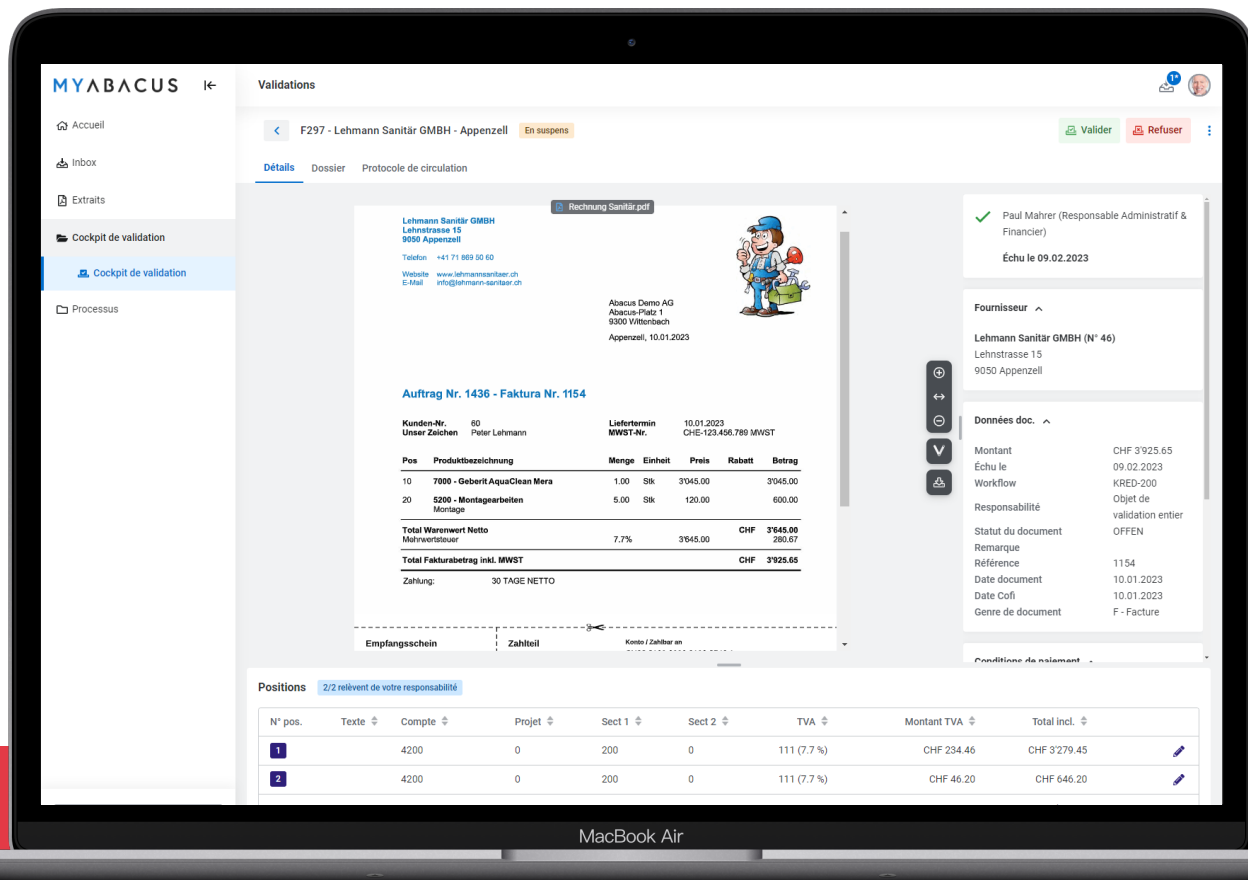 MYABACUS
Accueil
Inbox
Extraits
Cockpit de validation
Cockpit de validation
Processus
Validations
1*
F297 - Lehmann Sanitär GMBH - Appenzell En suspens
Valider Refuser
Détails Dossier Protocole de circulation
Rechnung Sanitär.pdf
Lehmann Sanitär GMBH
Lehnstrasse 15
9050 Appenzell
Telefon +41 71 869 50 60
Website www.lehmannsanitaer.ch
E-Mail info@lehmann-sanitaer.ch
Abacus Demo AG
Abacus-Platz 1
9300 Wittenbach
Appenzell, 10.01.2023
Auftrag Nr. 1436 - Faktura Nr. 1154
Kunden-Nr. 60 Liefertermin 10.01.2023
Unser Zeichen Peter Lehmann MWST-Nr. CHE-123.456.789 MWST
Pos Produktbezeichnung Menge Einheit Preis Rabatt Betrag
10 7000 - Geberit AquaClean Mera 1.00 Stk 3'045.00 3'045.00
20 5200 - Montagearbeiten 5.00 Stk 120.00 600.00
Montage
Total Warenwert Netto CHF 3'645.00
Mehrwertsteuer 7.7% 3'645.00 280.67
Total Fakturabetrag inkl. MWST CHF 3'925.65
Zahlung: 30 TAGE NETTO
Empfangsschein Zahlteil Konto / Zahlbar an
Paul Mahrer (Responsable Administratif &
Financier)
Échu le 09.02.2023
Fournisseur
Lehmann Sanitär GMBH (N° 46)
Lehnstrasse 15
9050 Appenzell
Données doc.
Montant CHF 3'925.65
Échu le 09.02.2023
Workflow KRED-200
Responsabilité Objet de
validation entier
Statut du document OFFEN
Remarque
Référence 1154
Date document 10.01.2023
Date Cofi 10.01.2023
Genre de document F - Facture
Conditions de paiement
Positions 2/2 relèvent de votre responsabilité
N° pos. Texte Compte Projet Sect 1 Sect 2 TVA Montant TVA Total incl.
1 4200 0 200 0 111 (7.7 %) CHF 234.46 CHF 3'279.45
2 4200 0 200 0 111 (7.7 %) CHF 46.20 CHF 646.20
MacBook Air